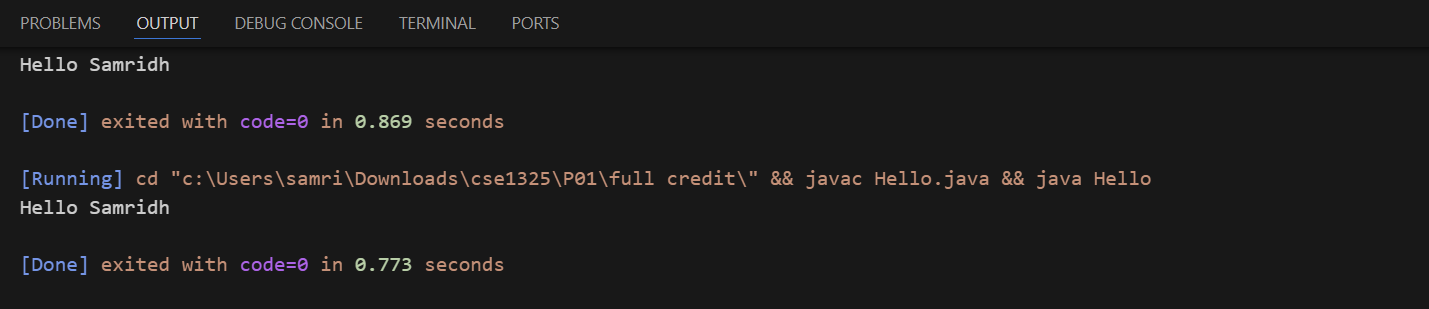 PROBLEMS OUTPUT DEBUG CONSOLE TERMINAL PORTS
Hello Samridh
[Done] exited with code=0 in 0.869 seconds
[Running] cd "c:\Users\samri\Downloads\cse1325\P01\full credit\" && javac Hello.java && java Hello
Hello Samridh
[Done] exited with code=0 in 0.773 seconds